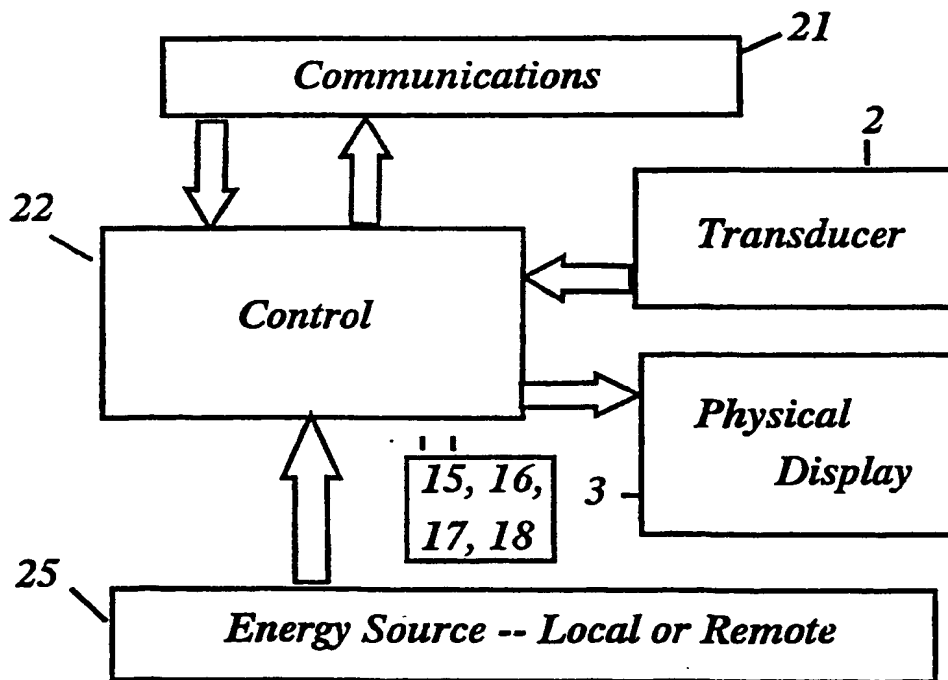 21
Communications
2
22
Transducer
Control
Physical
Display
15, 16,
3
17, 18
25
Energy Source -- Local or Remote